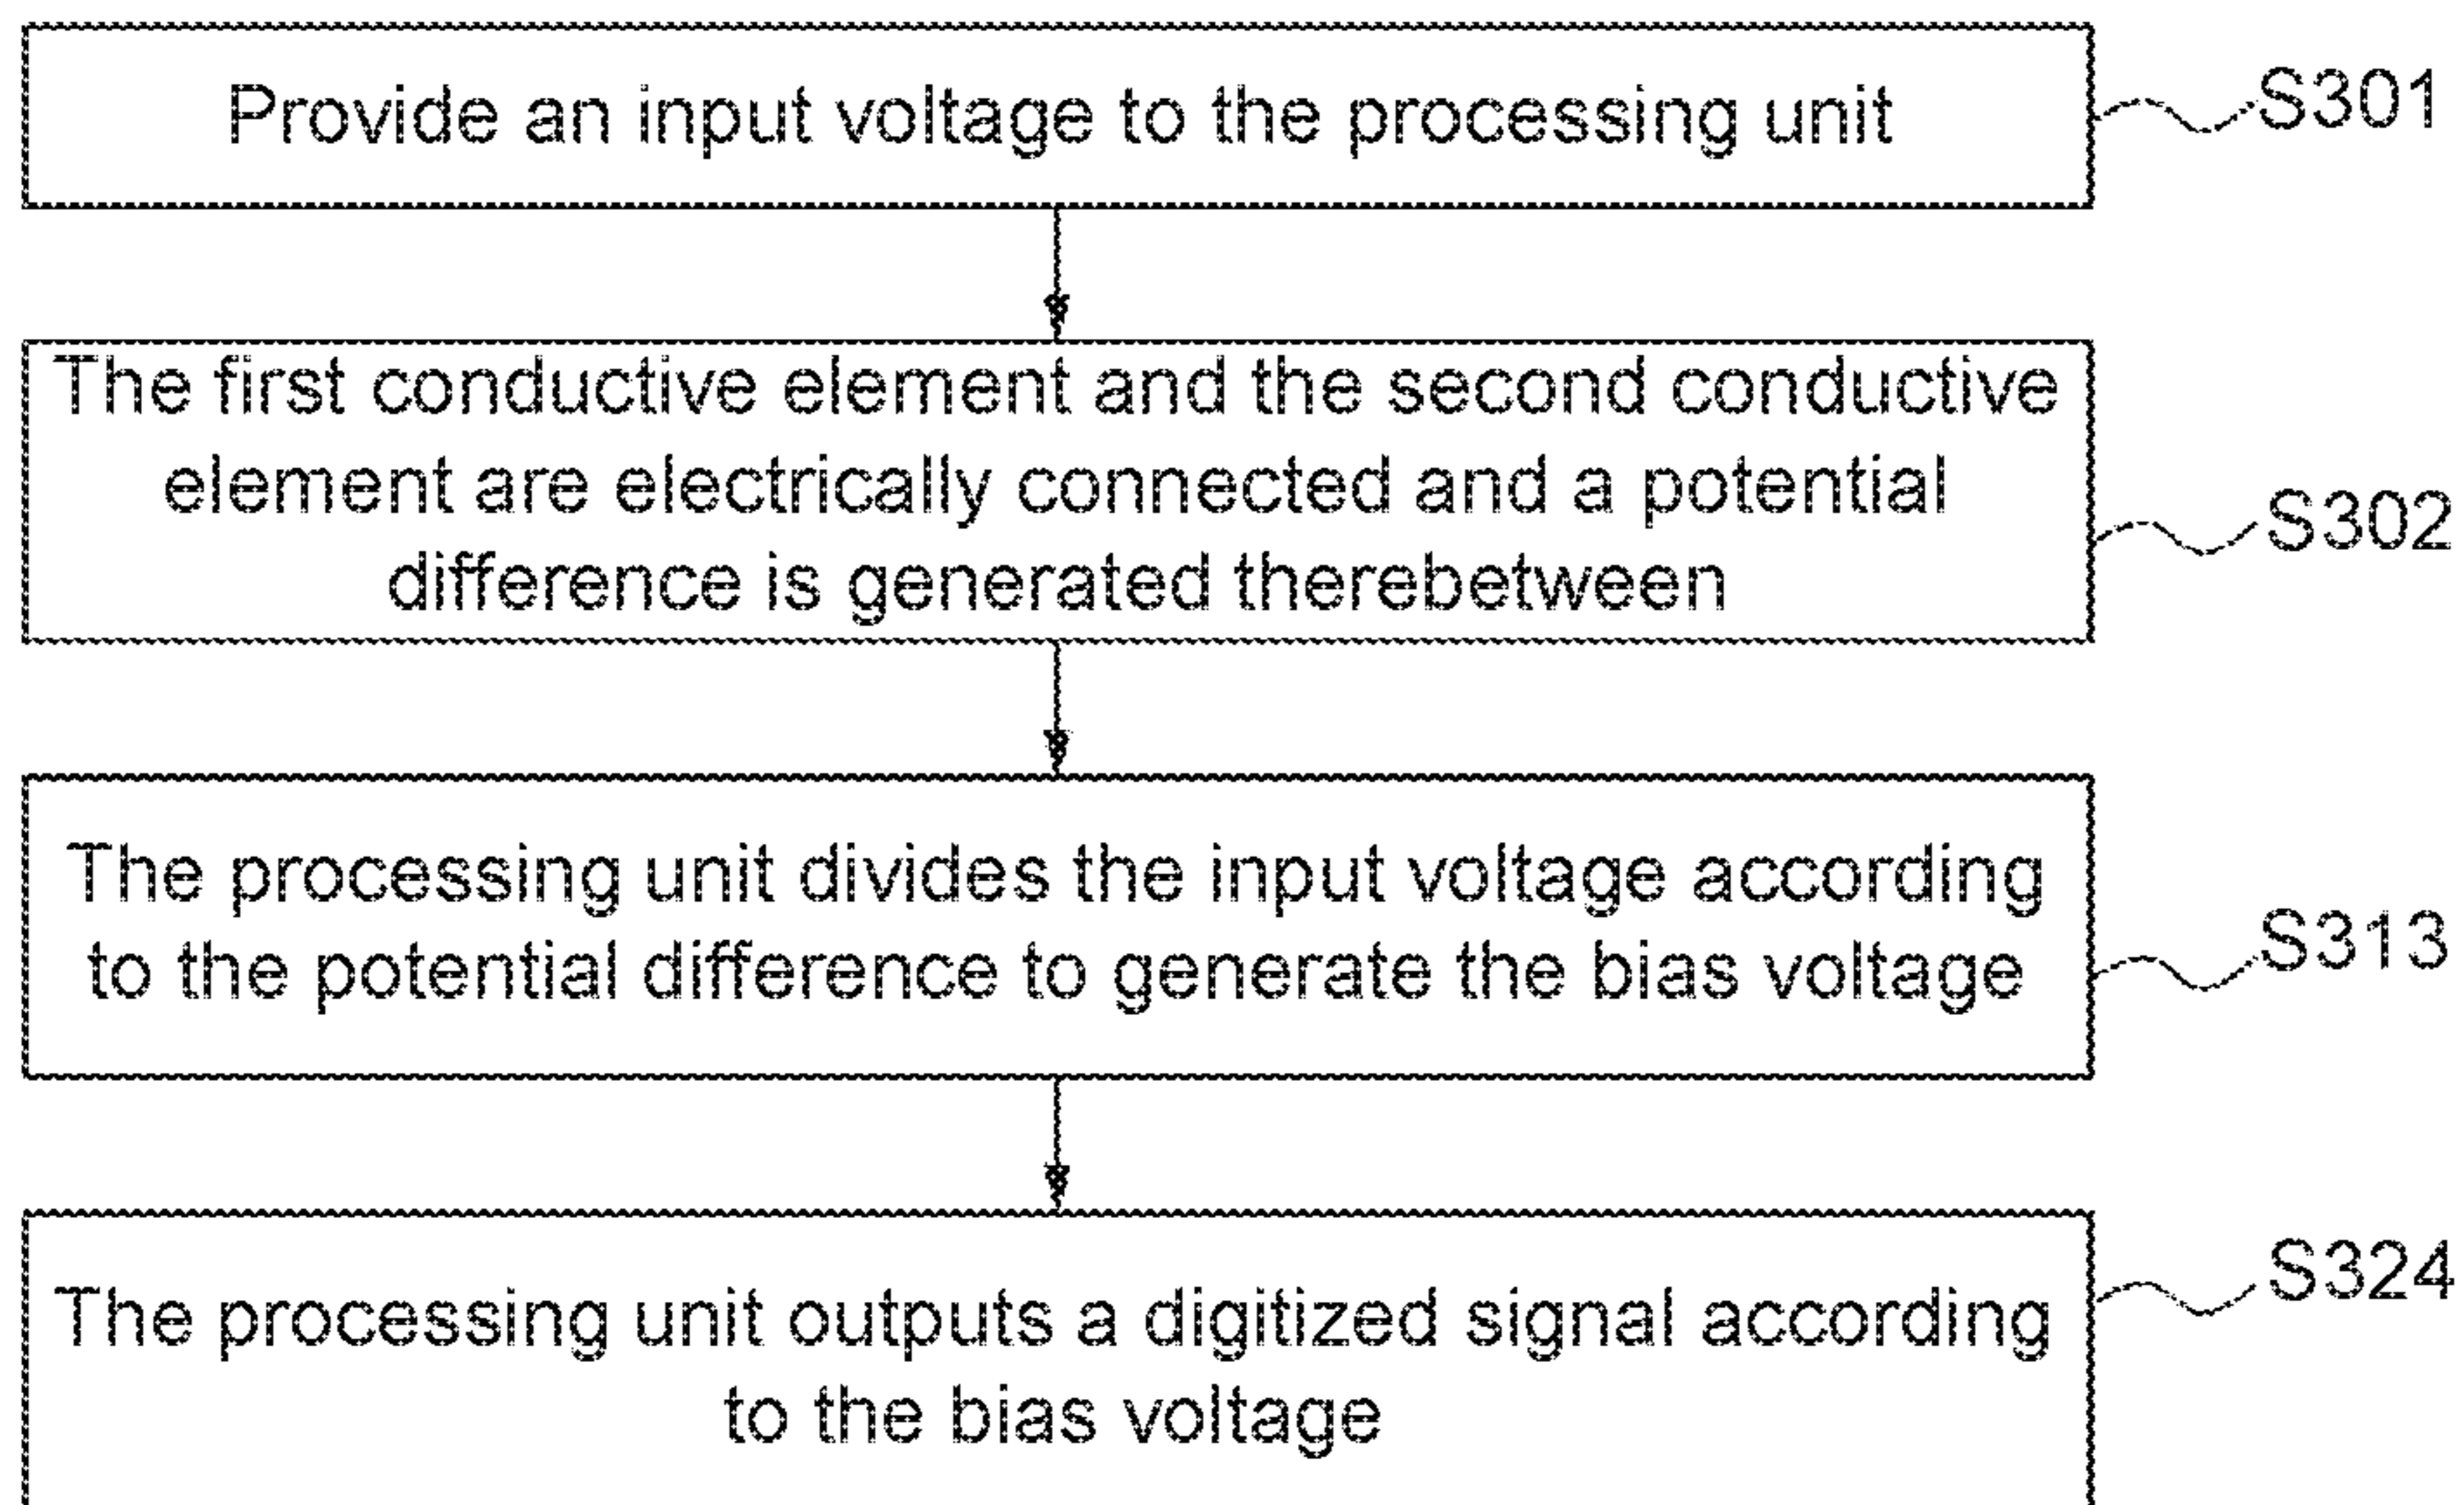 Provide an input voltage to the processing unit
S301
The first conductive element and the second conductive
element are electrically connected and a potential
difference is generated therebetween
S302
The processing unit divides the input voltage according
to the potential difference to generate the bias voltage
S313
The processing unit outputs a digitized signal according
to the bias voltage
S324